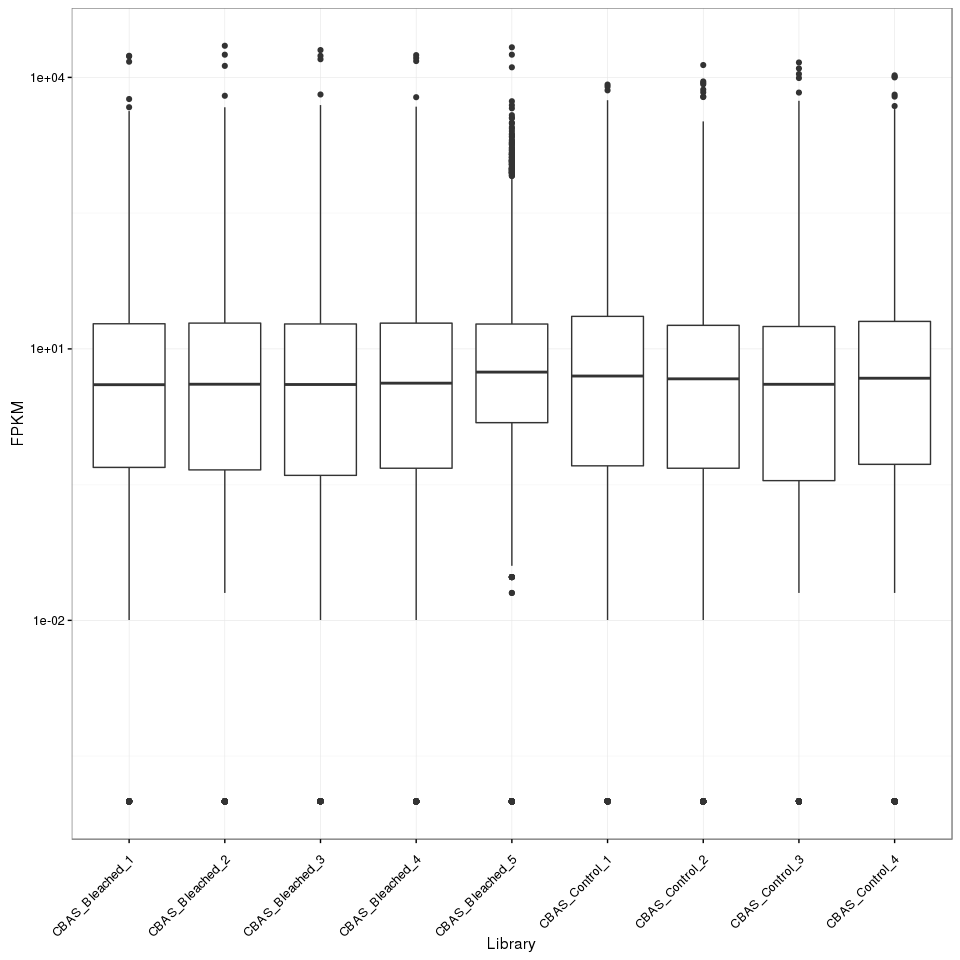 1e+04
1e+01
1e-02
FPKM
CBAS_Bleached_1
CBAS_Bleached_2
CBAS_Bleached_3
CBAS_Bleached_4
CBAS_Bleached_5
CBAS_Control_1
CBAS_Control_2
CBAS_Control_3
CBAS_Control_4
Library